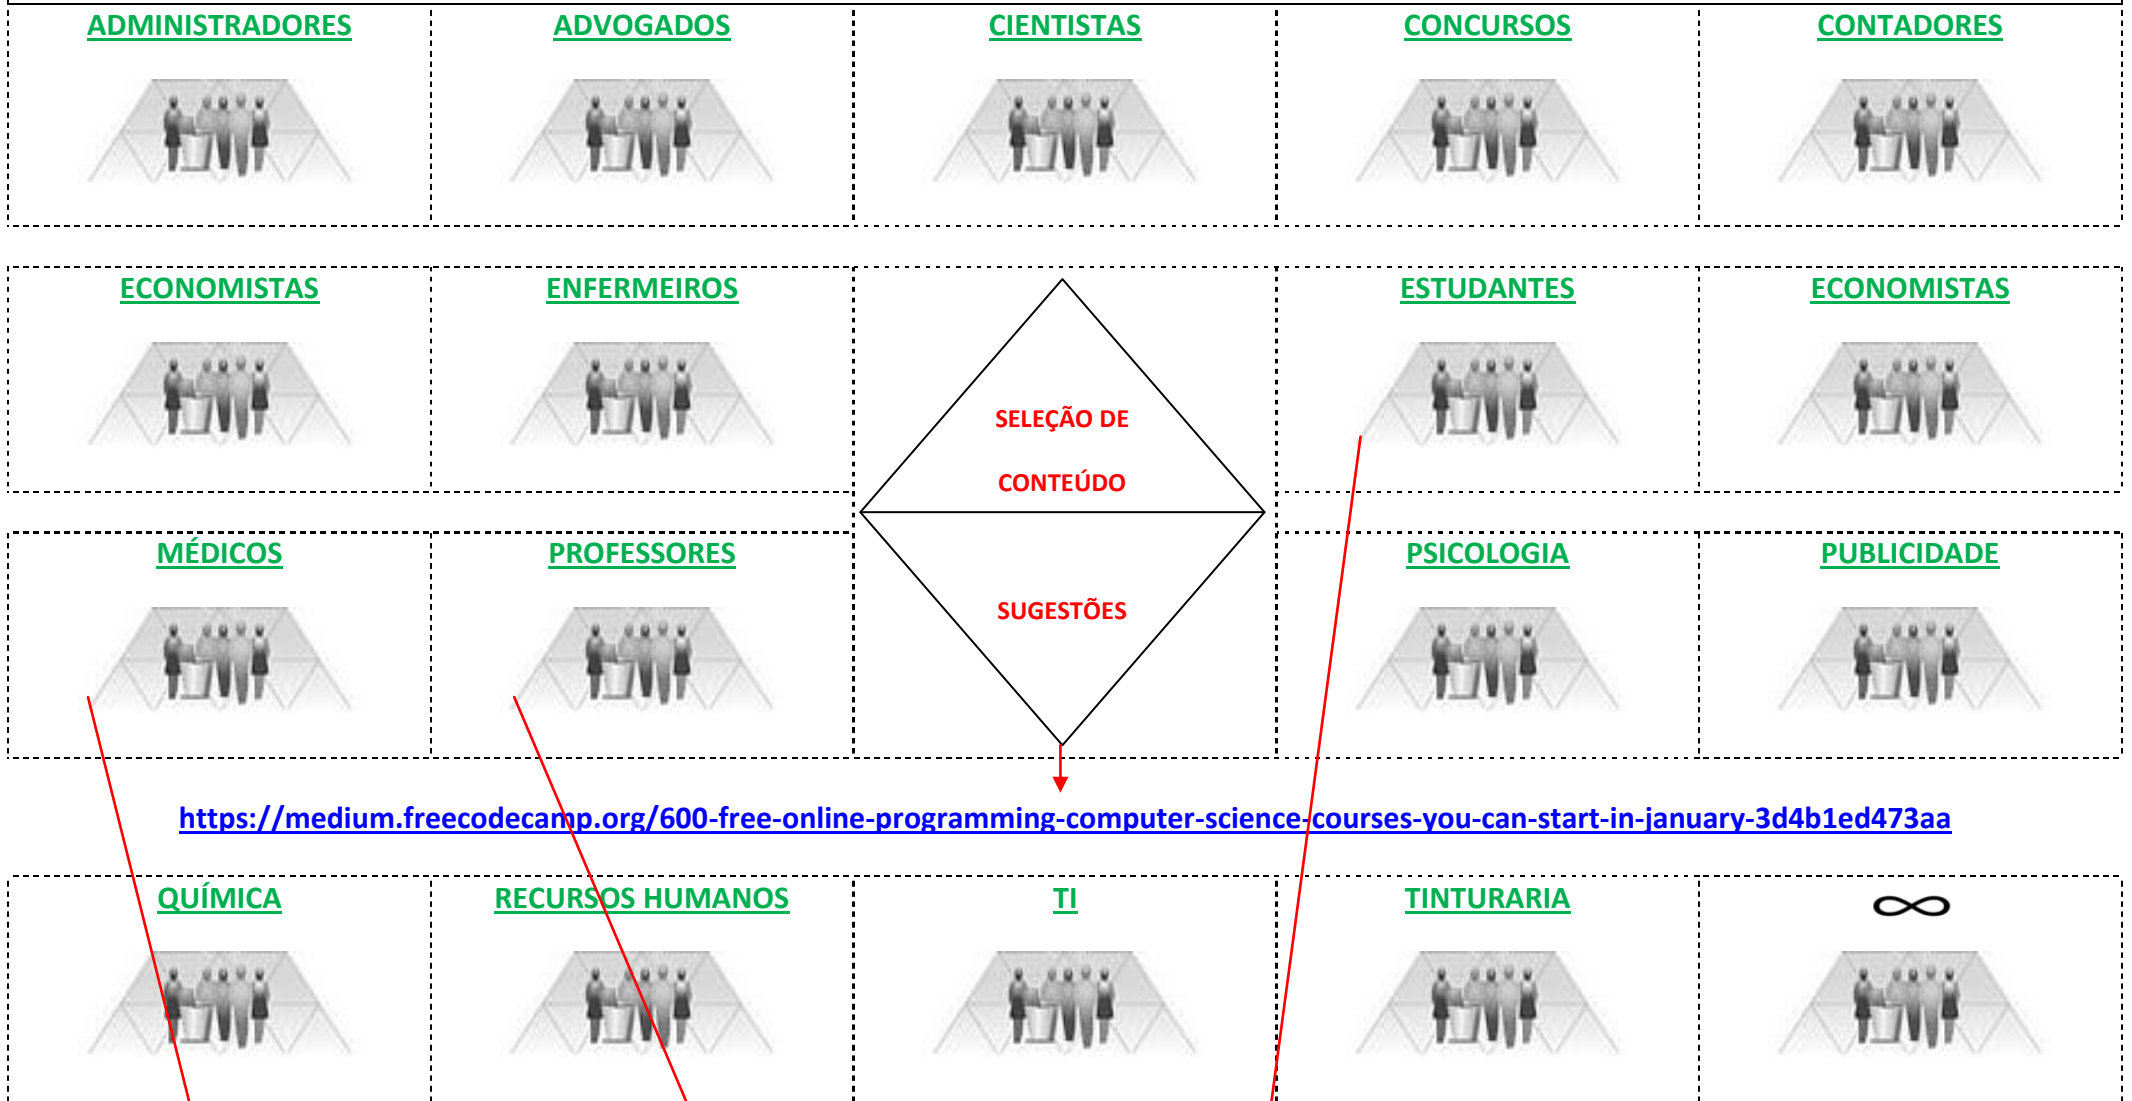 ADMINISTRADORES
ADVOGADOS
CIENTISTAS
CONCURSOS
CONTADORES
ECONOMISTAS
ENFERMEIROS
ESTUDANTES
ECONOMISTAS
SELEÇÃO DE
CONTEÚDO
MÉDICOS
PROFESSORES
SUGESTÕES
PSICOLOGIA
PUBLICIDADE
https://medium.freecodecamp.org/600-free-online-programming-computer-science-courses-you-can-start-in-january-3d4b1ed473aa
QUÍMICA
RECURSOS HUMANOS
TI
TINTURARIA
∞